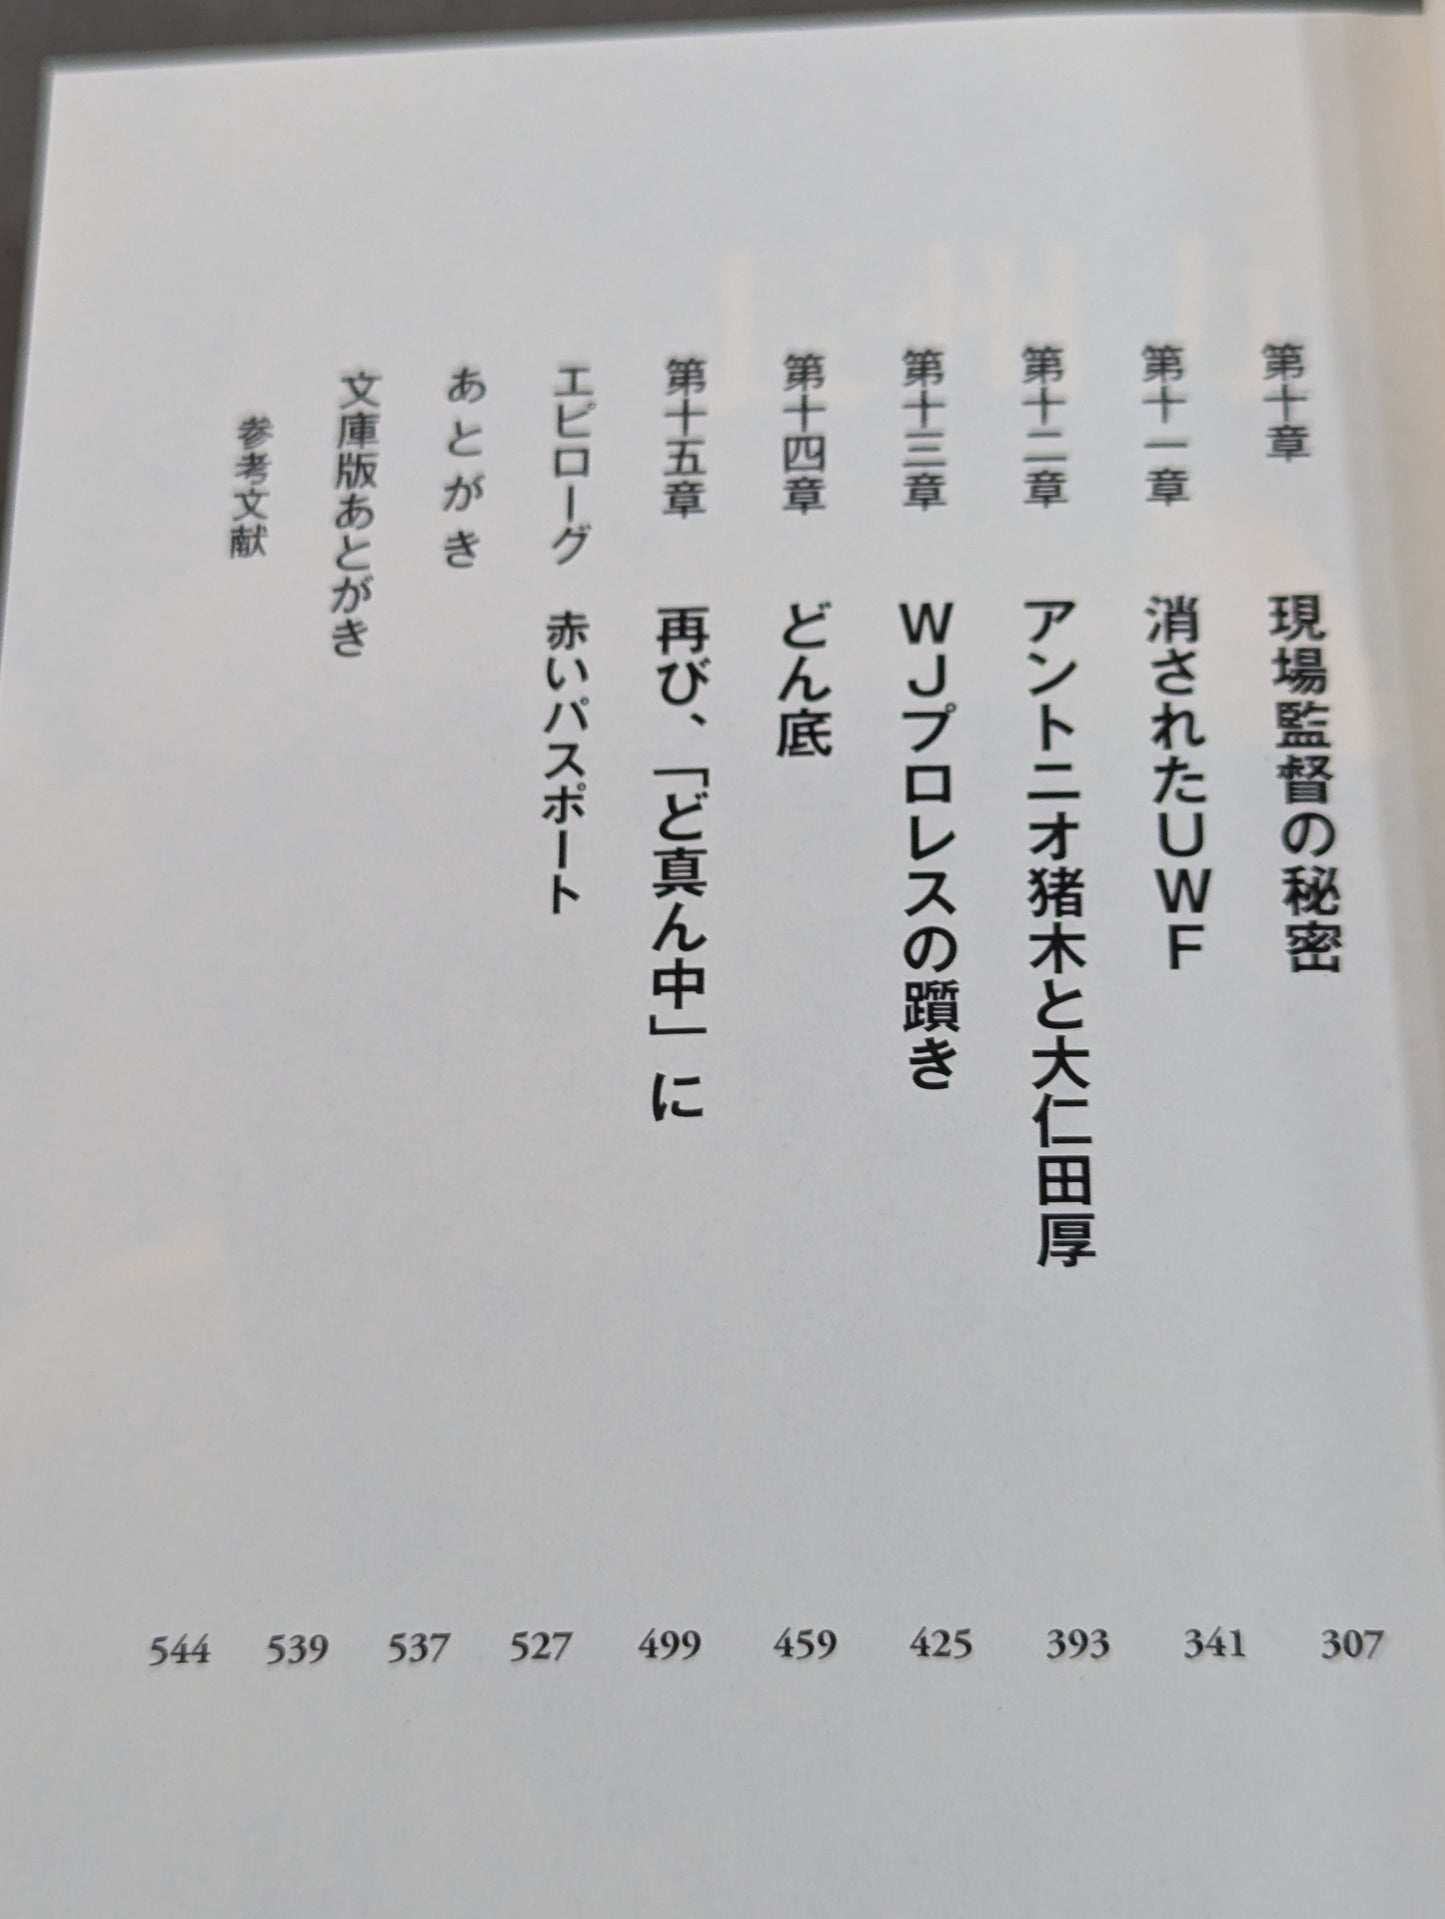 第十章 現場監督の秘密 307
第十一章 消されたUWF 341
第十二章 アントニオ猪木と大仁田厚 393
第十三章 WJプロレスの躓き 425
第十四章 どん底 459
第十五章 再び、「ど真ん中」に 499
エピローグ 赤いパスポート 527
あとがき 537
文庫版あとがき 539
参考文献 544